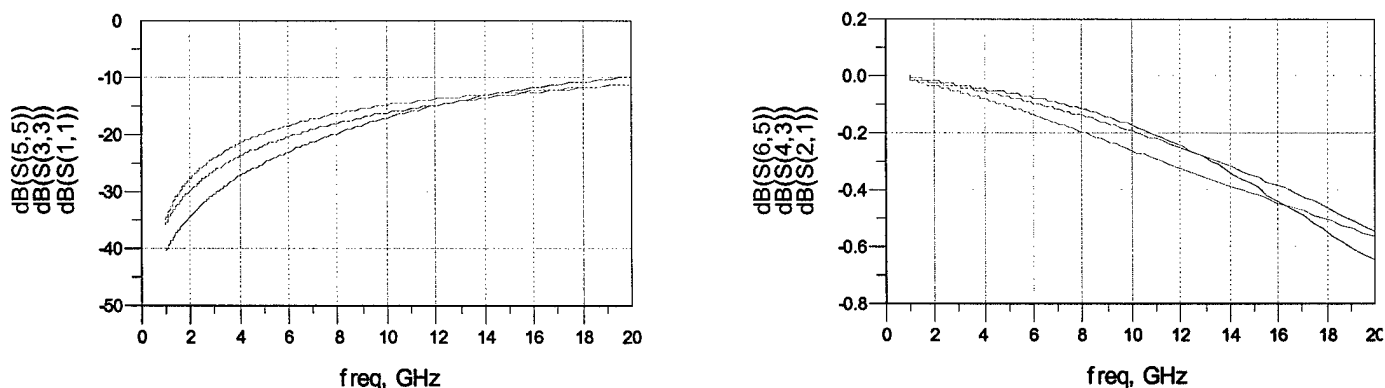 dB(S(5,5))
dB(S(3,3))
dB(S(1,1))
0
-10
-20
-30
-40
-50
0 2 4 6 8 10 12 14 16 18 20
freq, GHz
dB(S(6,5))
dB(S(4,3))
dB(S(2,1))
0.2
0.0
-0.2
-0.4
-0.6
-0.8
0 2 4 6 8 10 12 14 16 18 20
freq, GHz